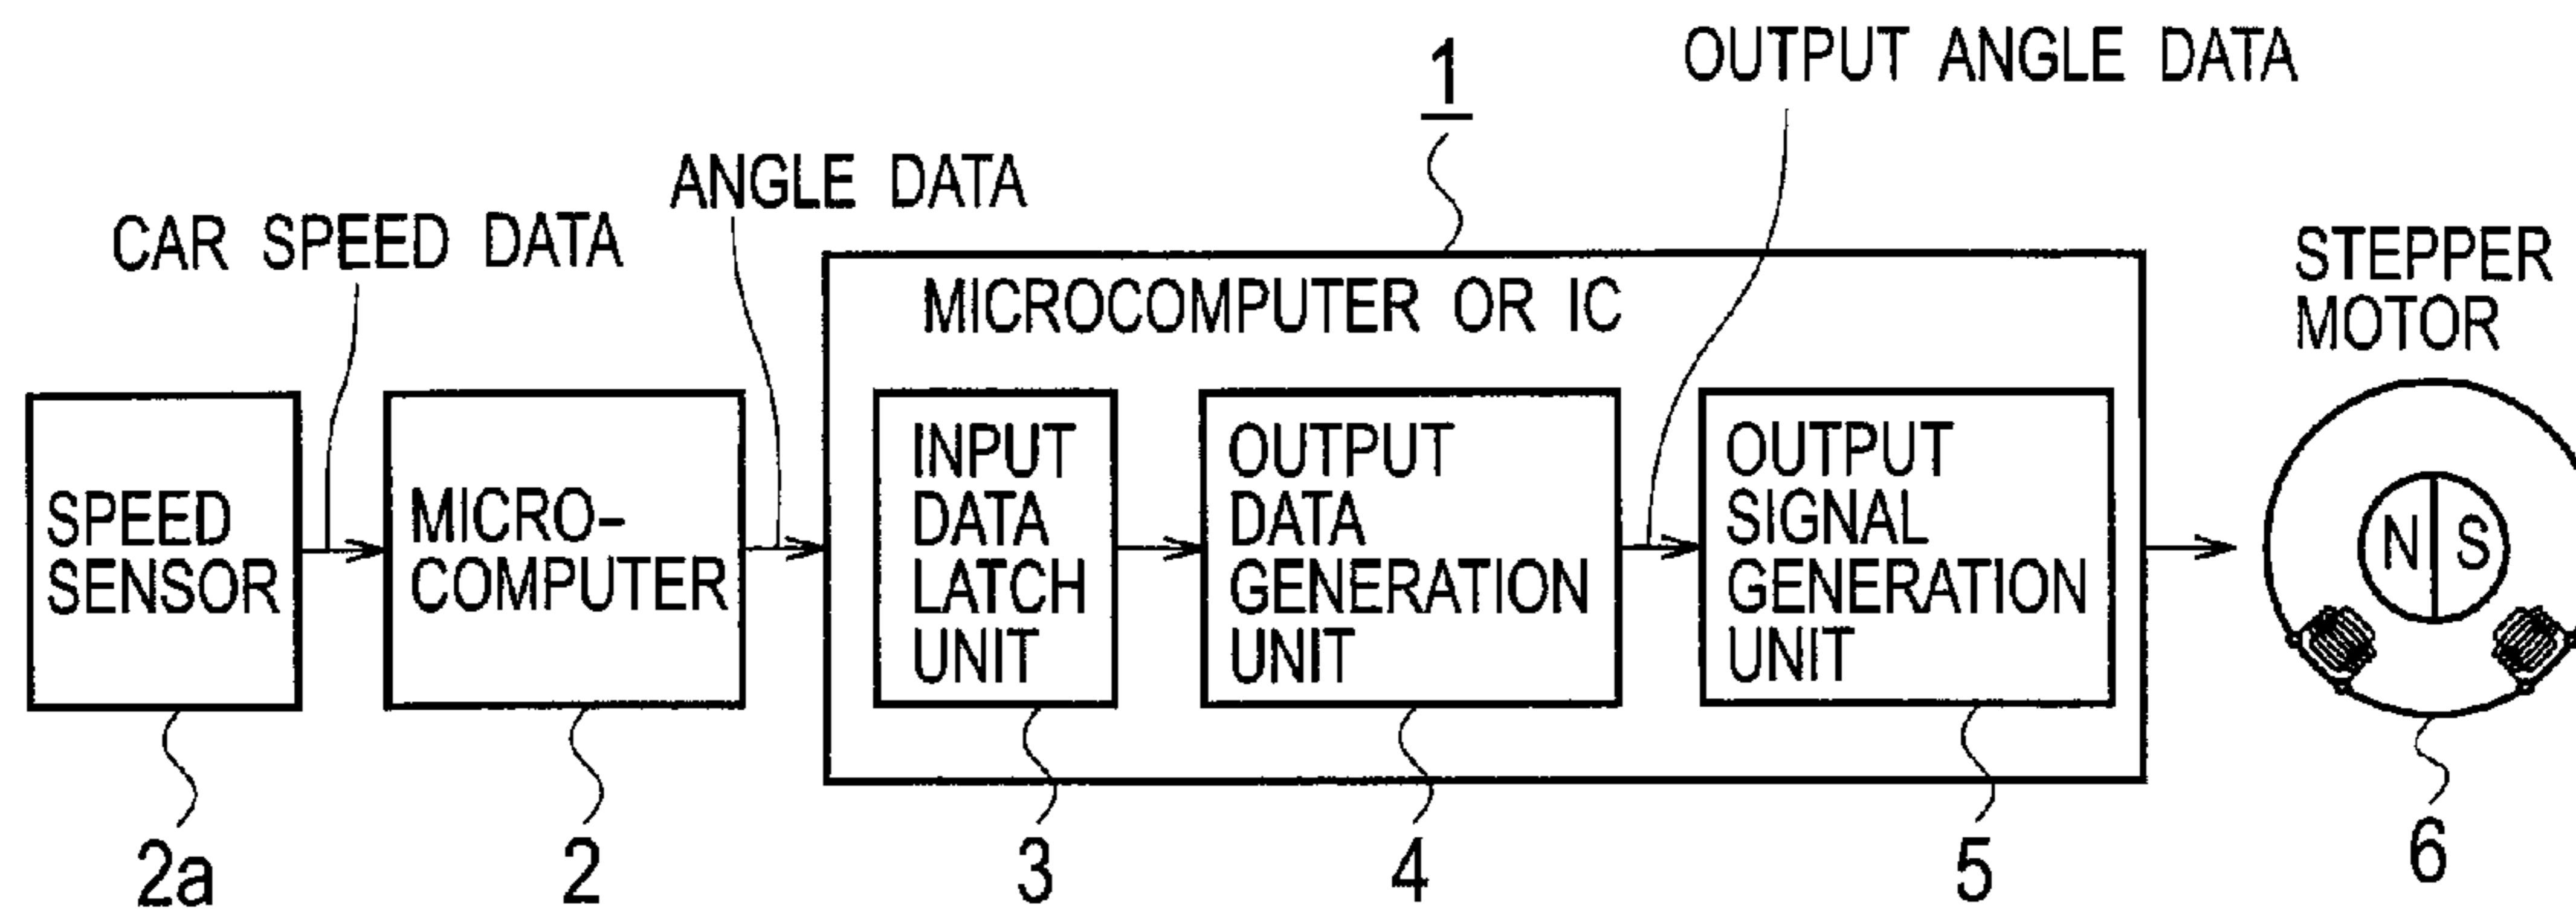 1
OUTPUT ANGLE DATA
ANGLE DATA
CAR SPEED DATA
MICROCOMPUTER OR IC
STEPPER
MOTOR
SPEED
SENSOR
MICRO-
COMPUTER
INPUT
DATA
LATCH
UNIT
OUTPUT
DATA
GENERATION
UNIT
OUTPUT
SIGNAL
GENERATION
UNIT
N S
2a
2
3
4
5
6